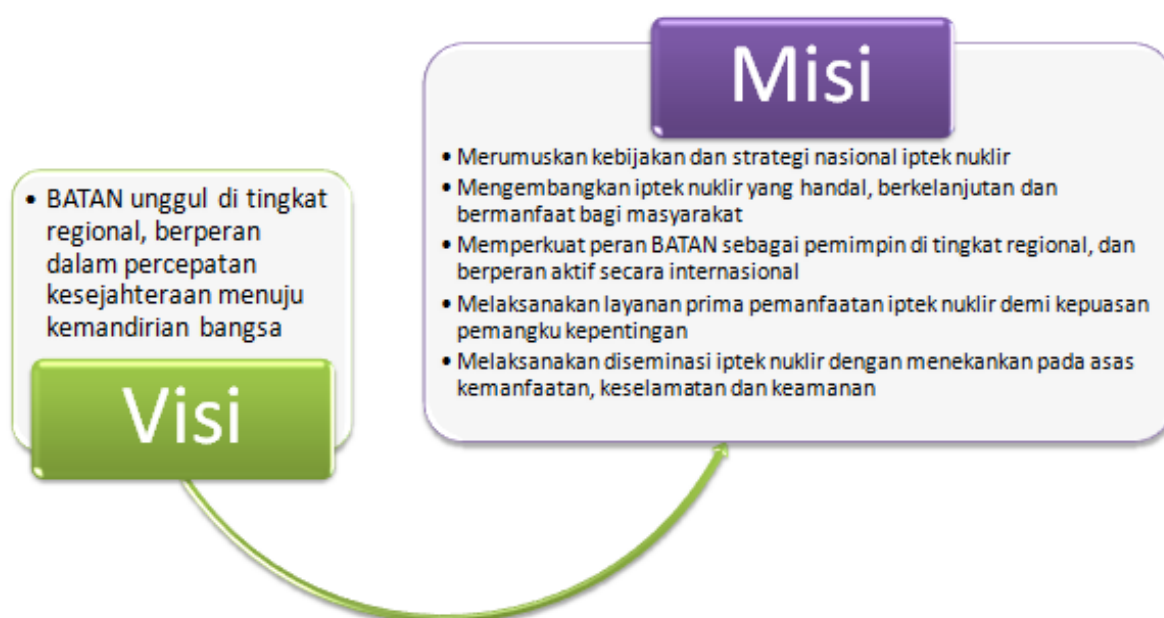 • BATAN unggul di tingkat
regional, berperan
dalam percepatan
kesejahteraan menuju
kemandirian bangsa
Visi
Misi
• Merumuskan kebijakan dan strategi nasional iptek nuklir
• Mengembangkan iptek nuklir yang handal, berkelanjutan dan
bermanfaat bagi masyarakat
• Memperkuat peran BATAN sebagai pemimpin di tingkat regional, dan
berperan aktif secara internasional
• Melaksanakan layanan prima pemanfaatan iptek nuklir demi kepuasan
pemangku kepentingan
• Melaksanakan diseminasi iptek nuklir dengan menekankan pada asas
kemanfaatan, keselamatan dan keamanan